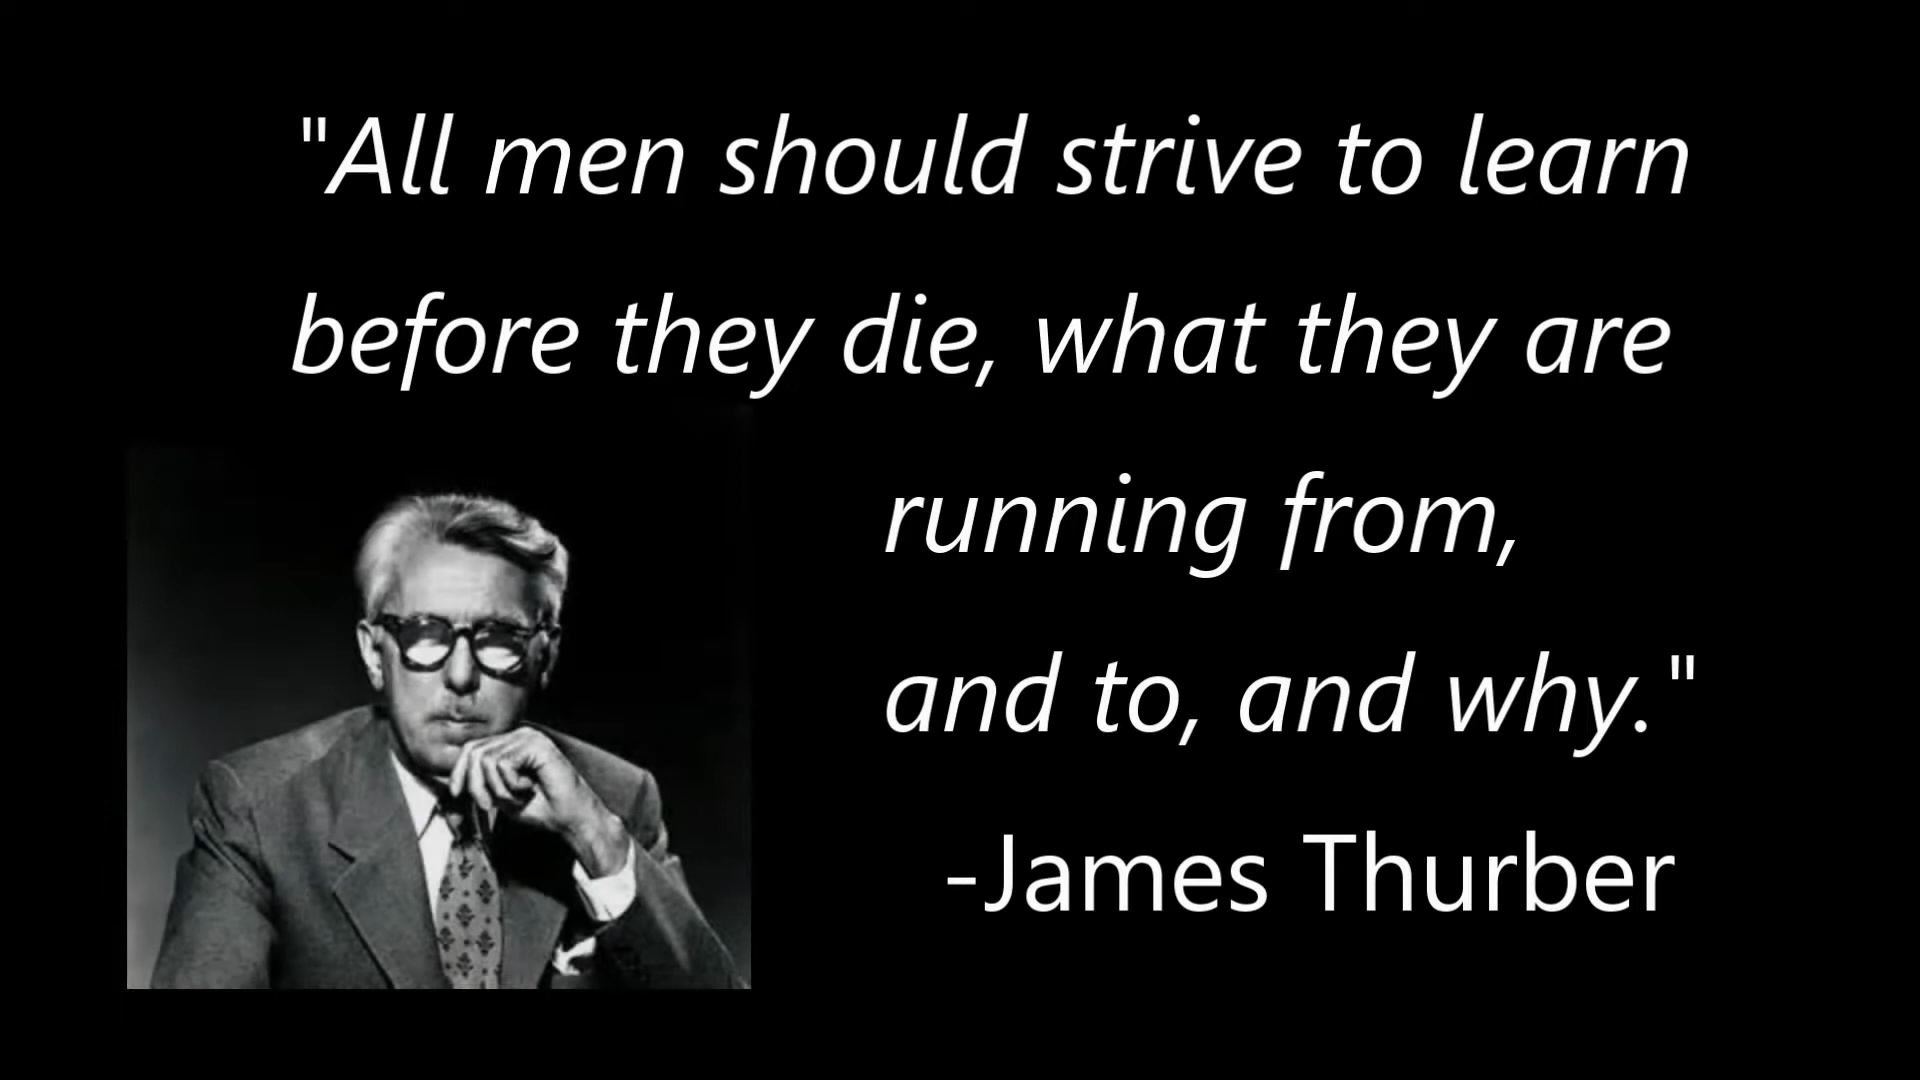 "All men should strive to learn
before they die, what they are
running from,
and to, and why."
-James Thurber